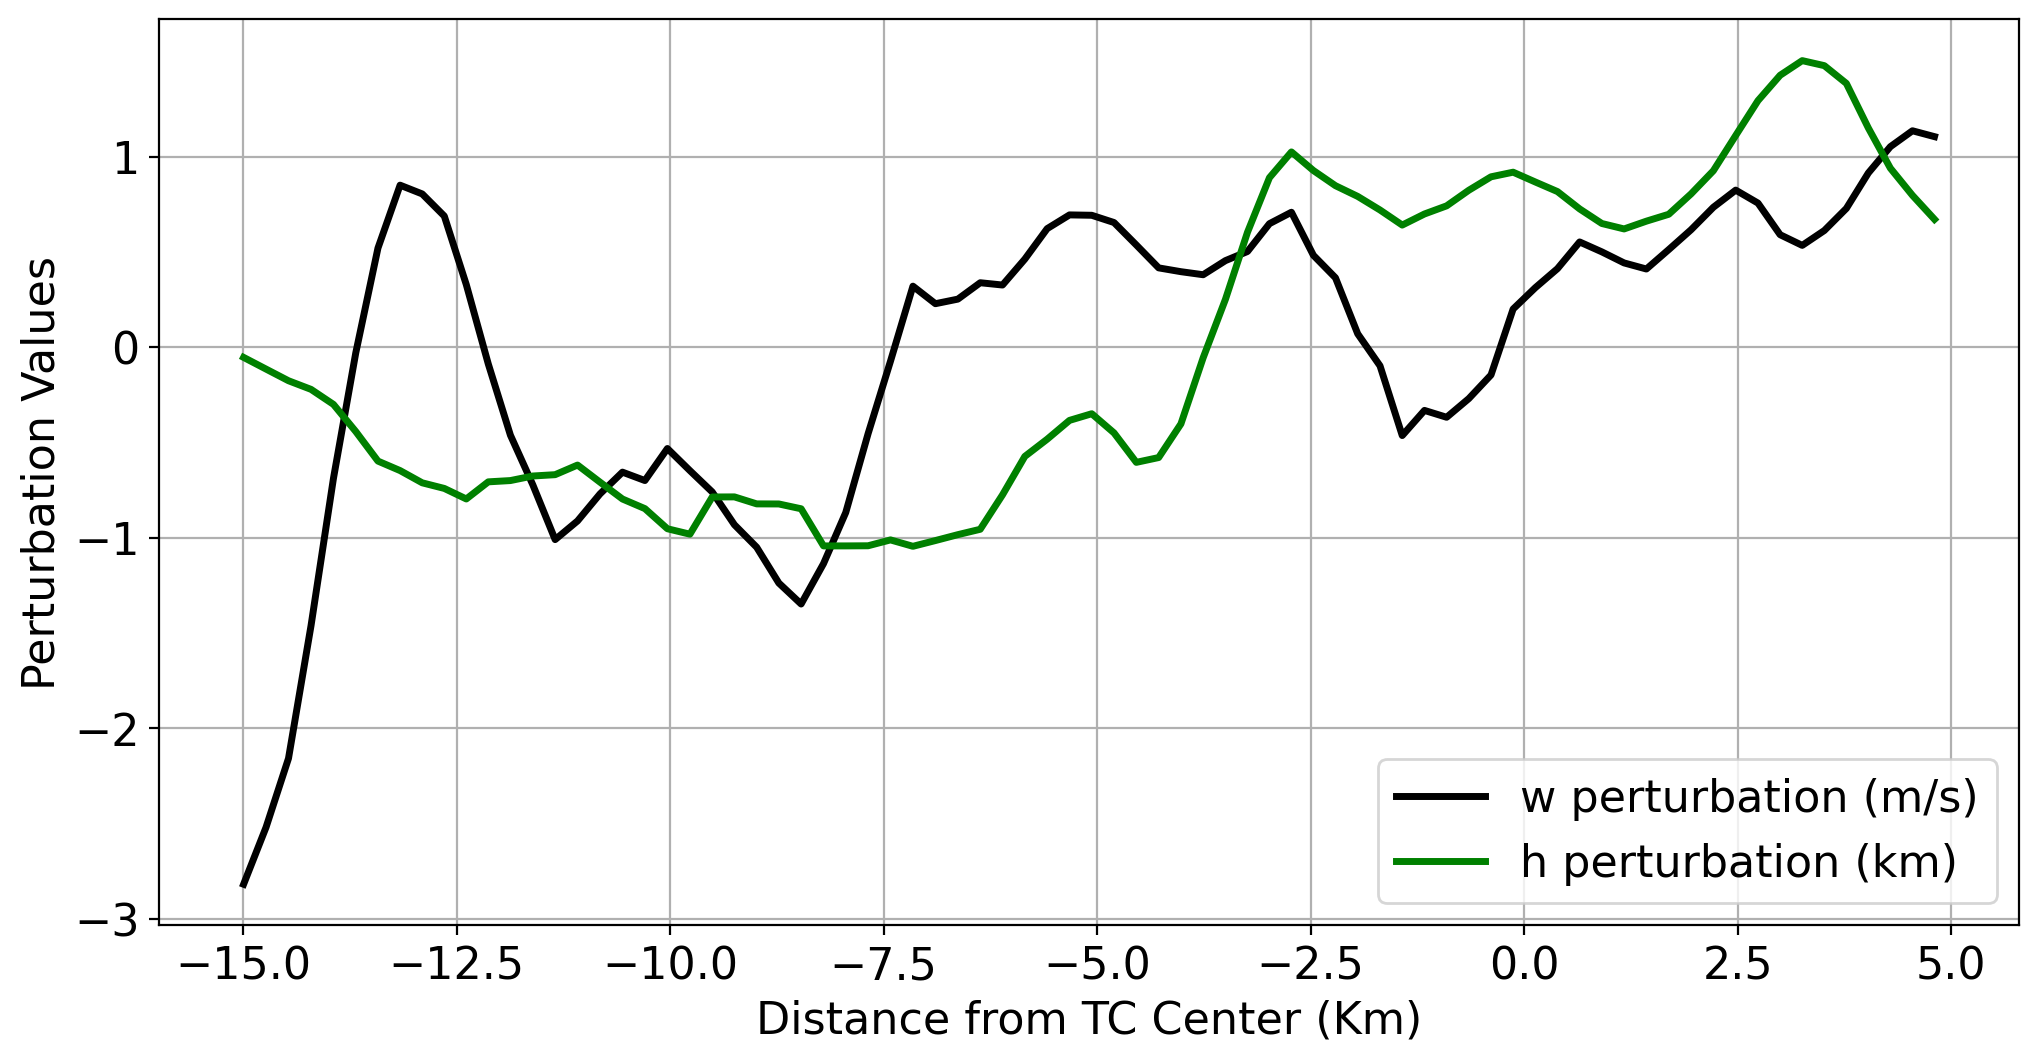 Perturbation Values
1
0
−1
−2
−3
−15.0 −12.5 −10.0 −7.5 −5.0 −2.5 0.0 2.5 5.0
Distance from TC Center (Km)
w perturbation (m/s)
h perturbation (km)